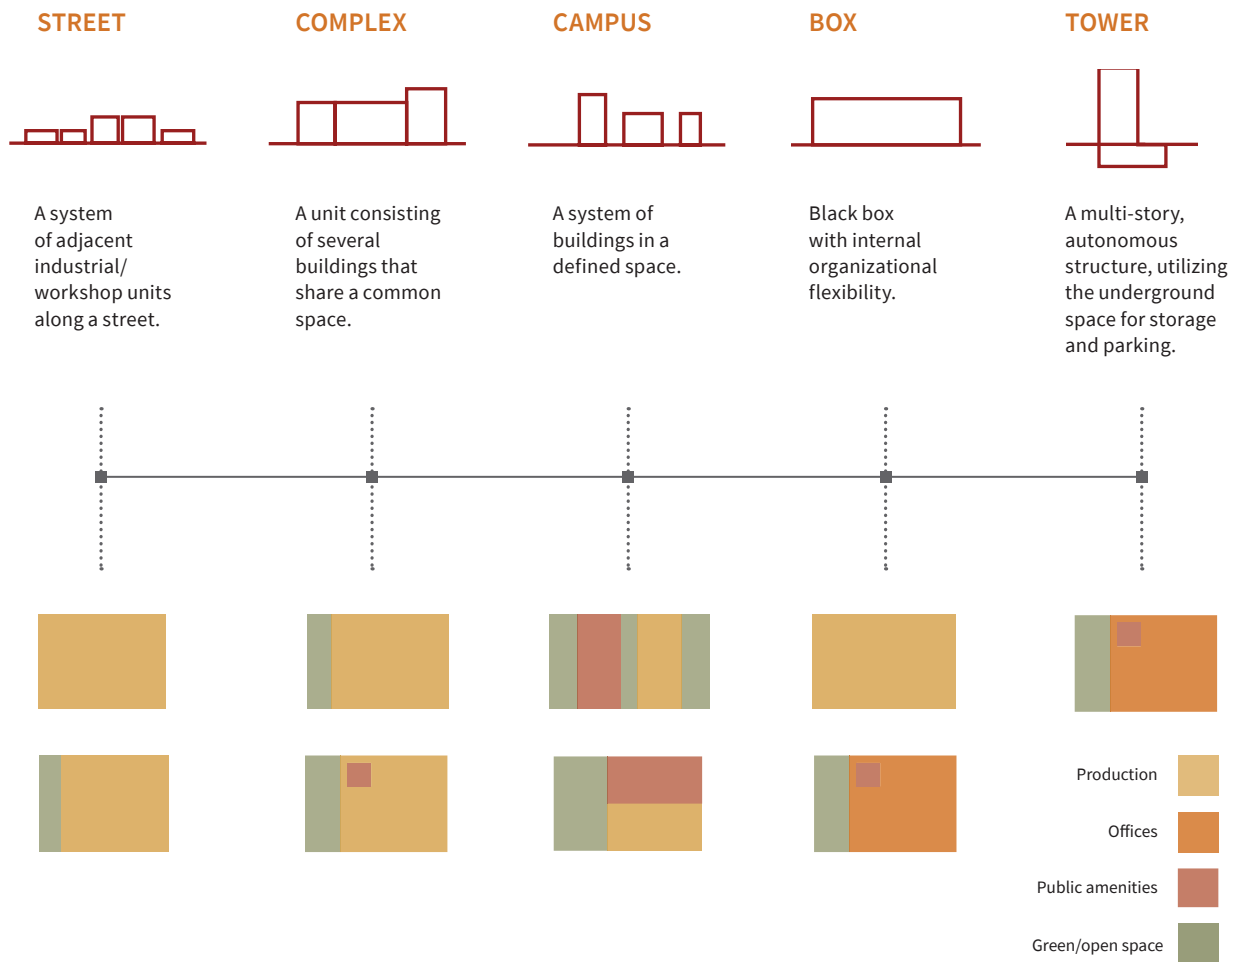 STREET
A system
of adjacent
industrial/
workshop units
along a street.
COMPLEX
A unit consisting
of several
buildings that
share a common
space.
CAMPUS
A system of
buildings in a
defined space.
BOX
Black box
with internal
organizational
flexibility.
TOWER
A multi-story,
autonomous
structure, utilizing
the underground
space for storage
and parking.
Production
Offices
Public amenities
Green/open space